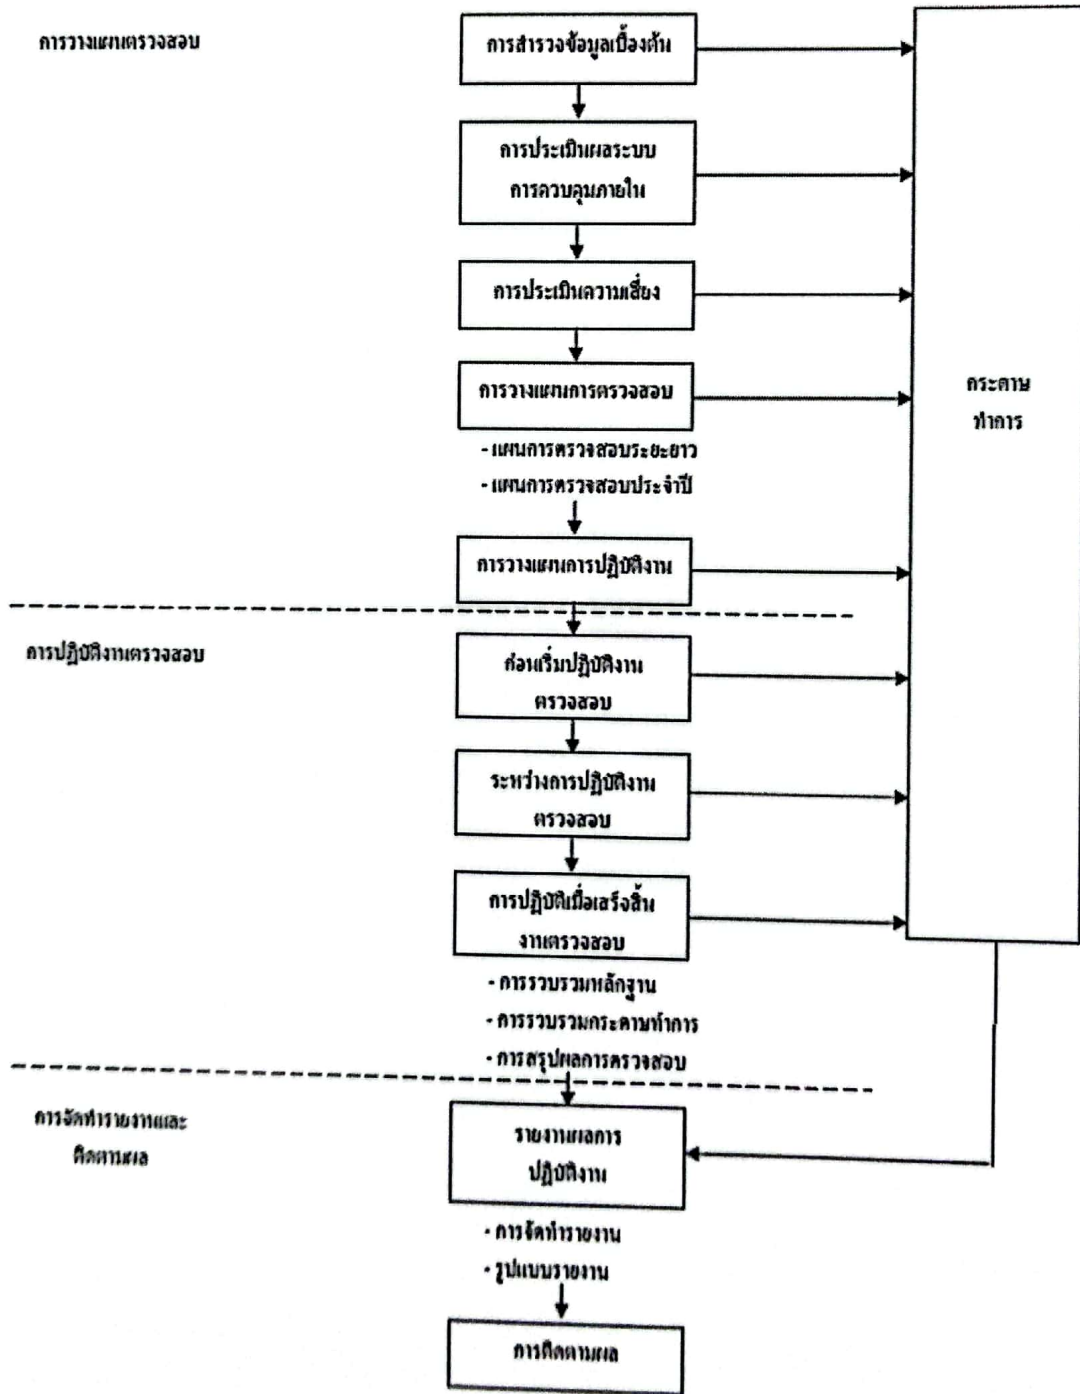 การวางแผนตรวจสอบ
การสำรวจข้อมูลเบื้องต้น
การประเมินผลระบบ
การควบคุมภายใน
การประเมินความเสี่ยง
การวางแผนการตรวจสอบ
- แผนการตรวจสอบระยะยาว
- แผนการตรวจสอบประจำปี
การวางแผนการปฏิบัติงาน
กระดาษ
ทำการ
การปฏิบัติงานตรวจสอบ
ก่อนเริ่มปฏิบัติงาน
ตรวจสอบ
ระหว่างการปฏิบัติงาน
ตรวจสอบ
การปฏิบัติเมื่อเสร็จสิ้น
งานตรวจสอบ
- การรวบรวมหลักฐาน
- การรวบรวมกระดาษทำการ
- การสรุปผลการตรวจสอบ
การจัดทำรายงานและ
ติดตามผล
รายงานผลการ
ปฏิบัติงาน
- การจัดทำรายงาน
- รูปแบบรายงาน
การติดตามผล